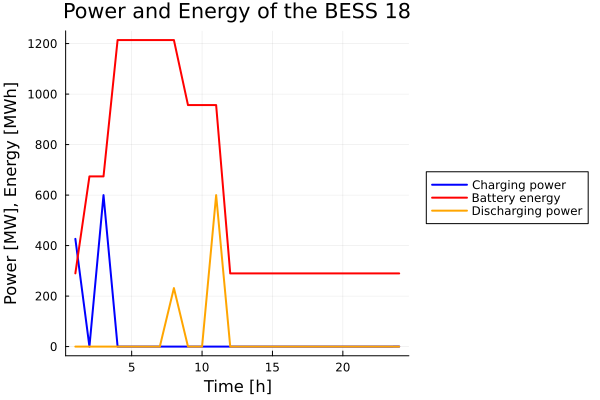 Power and Energy of the BESS 18
Power [MW], Energy [MWh]
1200
1000
800
600
400
200
0
5
10
15
20
Time [h]
Charging power
Battery energy
Discharging power